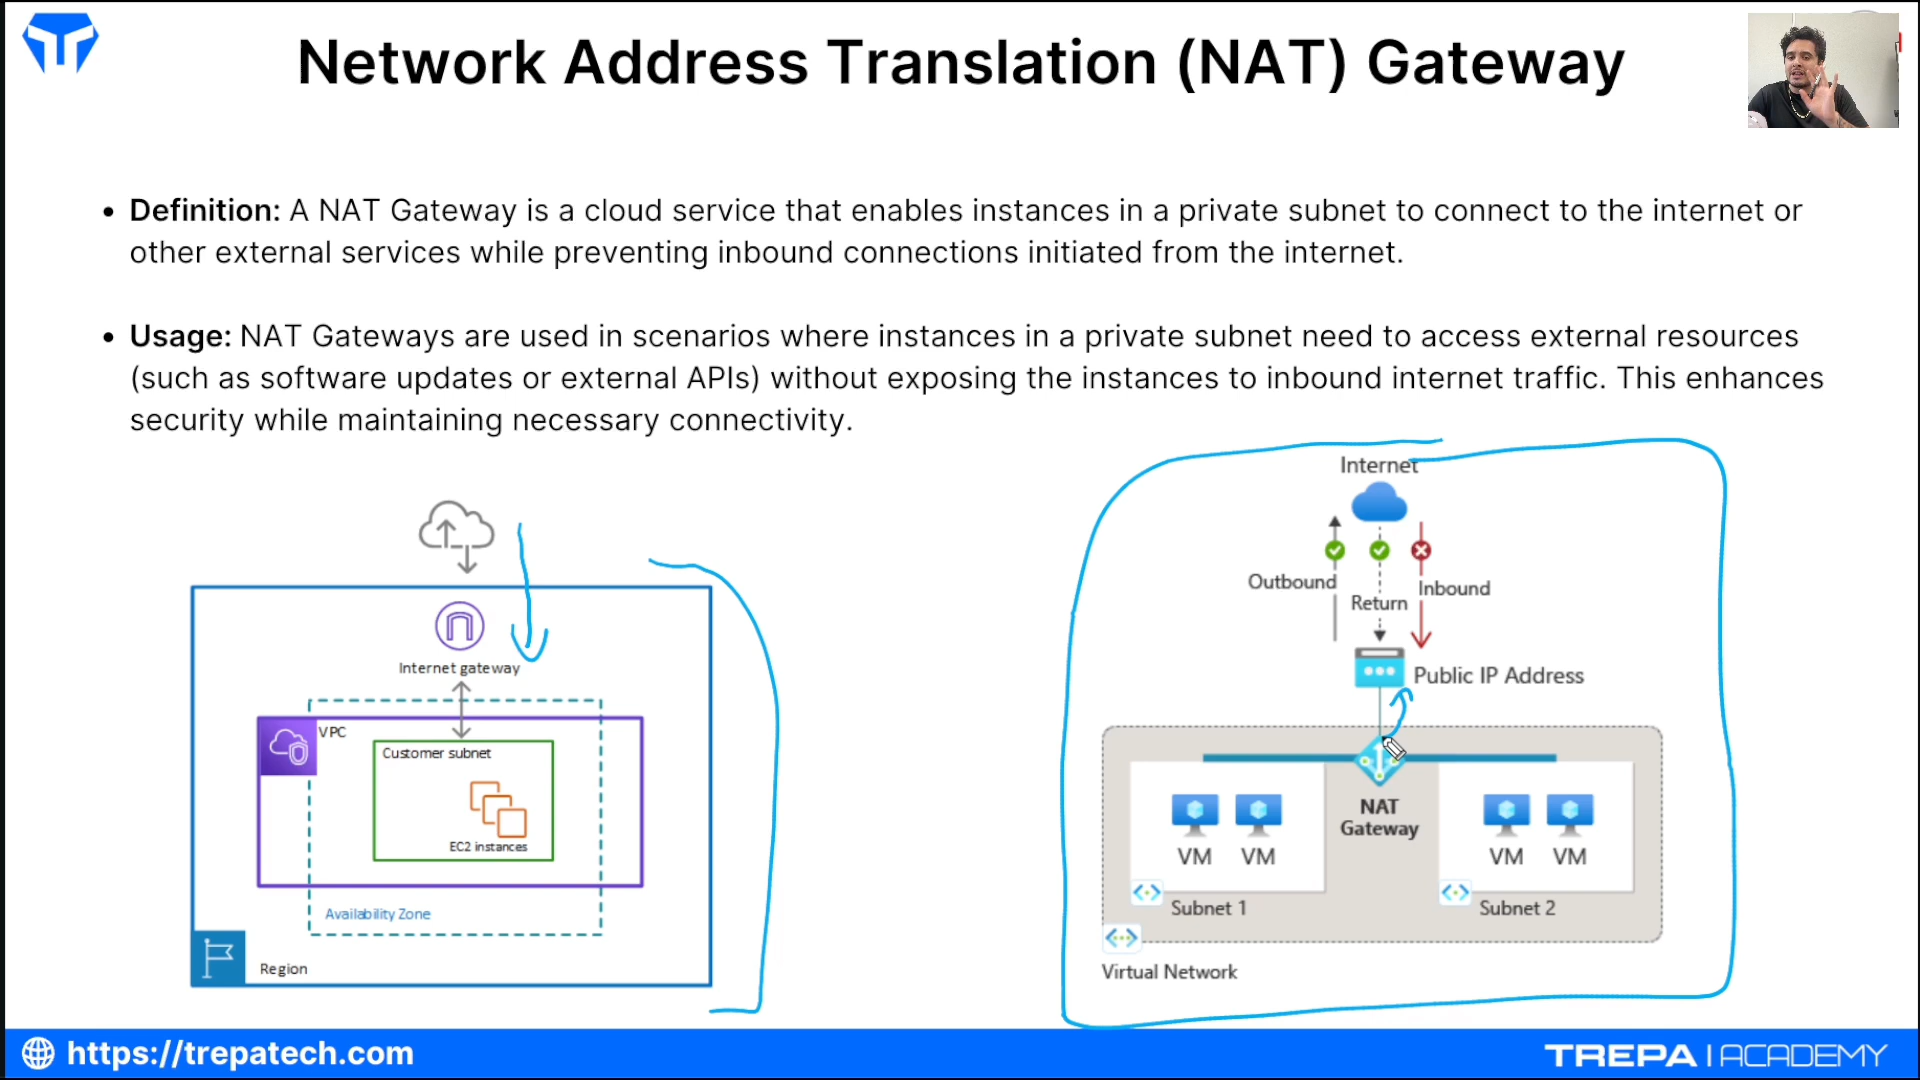 Network Address Translation (NAT) Gateway
• Definition: A NAT Gateway is a cloud service that enables instances in a private subnet to connect to the internet or
other external services while preventing inbound connections initiated from the internet.
• Usage: NAT Gateways are used in scenarios where instances in a private subnet need to access external resources
(such as software updates or external APIs) without exposing the instances to inbound internet traffic. This enhances
security while maintaining necessary connectivity.
Internet gateway
VPC
Customer subnet
EC2 instances
Availability Zone
Region
Internet
Outbound
Return
Inbound
Public IP Address
NAT
Gateway
VM VM
VM VM
Subnet 1
Subnet 2
Virtual Network
https://trepatech.com
TREPA | ACADEMY